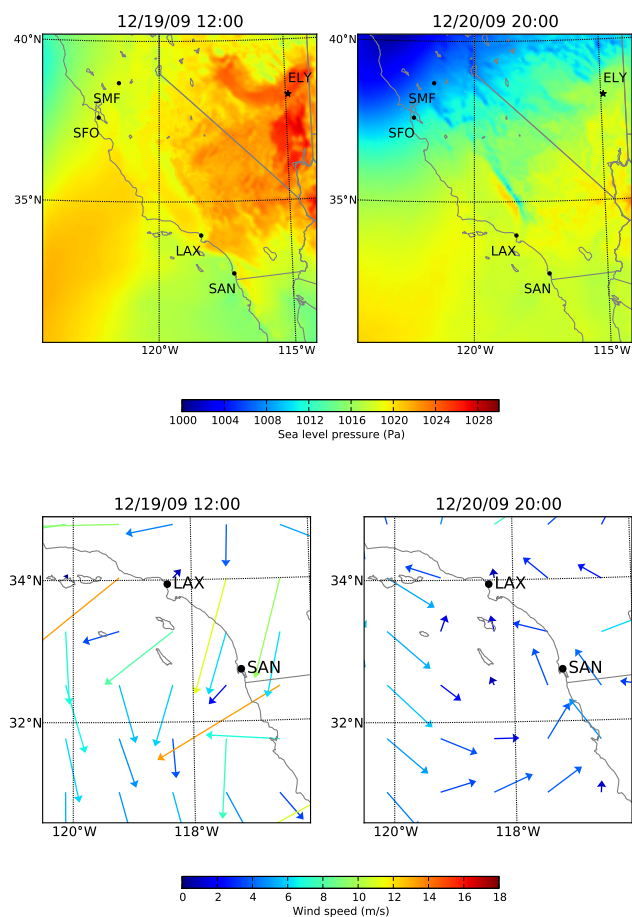 12/19/09 12:00
12/20/09 20:00
40°N
40°N
ELY
ELY
SMF
SMF
SFO
SFO
35°N
35°N
LAX
LAX
SAN
SAN
120°W
115°W
120°W
115°W
1000 1004 1008 1012 1016 1020 1024 1028
Sea level pressure (Pa)
12/19/09 12:00
12/20/09 20:00
34°N
LAX
34°N
LAX
SAN
SAN
32°N
32°N
120°W
118°W
120°W
118°W
0 2 4 6 8 10 12 14 16 18
Wind speed (m/s)